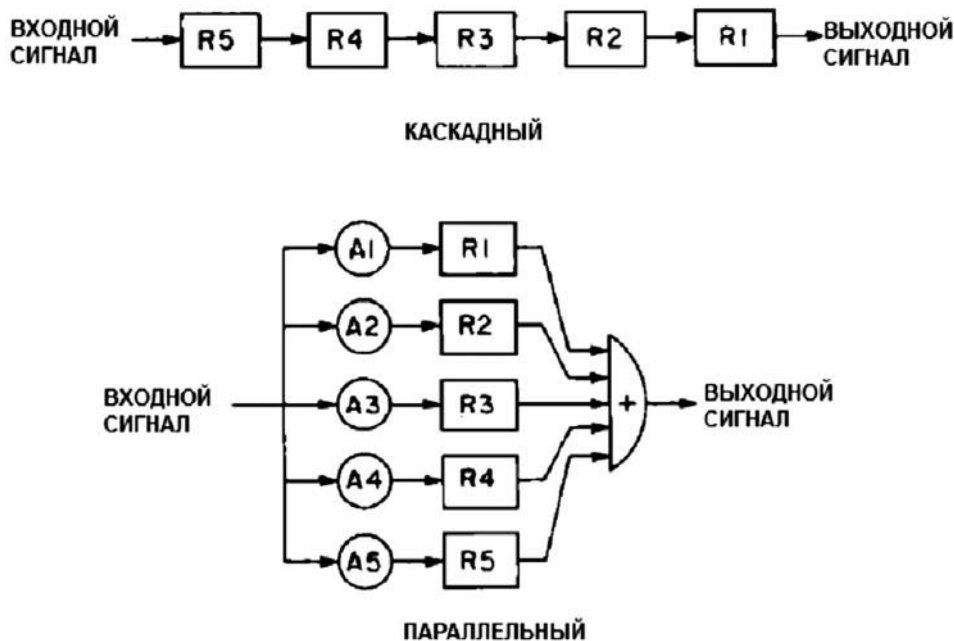 ВХОДНОЙ
СИГНАЛ
R5
R4
R3
R2
R1
ВЫХОДНОЙ
СИГНАЛ
КАСКАДНЫЙ
A1
R1
A2
R2
ВХОДНОЙ
СИГНАЛ
A3
R3
+
ВЫХОДНОЙ
СИГНАЛ
A4
R4
A5
R5
ПАРАЛЛЕЛЬНЫЙ